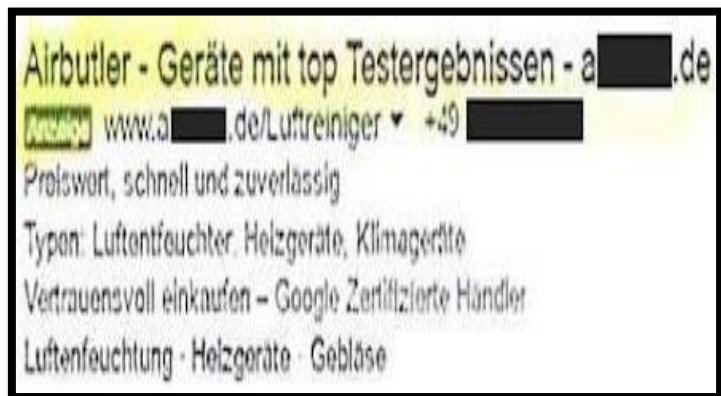 Airbutler - Geräte mit top Testergebnissen - a.de
Anzeige www.a.de/Luftreiniger +49
Preiswert, schnell und zuverlässig
Typen: Luftentfeuchter, Heizgeräte, Klimageräte
Vertrauensvoll einkaufen – Google Zertifizierte Händler
Luftenfeuchtung · Heizgeräte · Gebläse